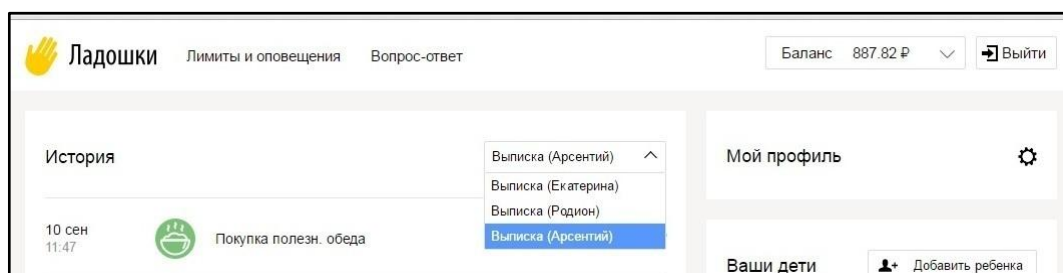 Ладошки
Лимиты и оповещения
Вопрос-ответ
Баланс 887.82 ₽
Выйти
История
Выписка (Арсентий)
Выписка (Екатерина)
Выписка (Родион)
Выписка (Арсентий)
10 сен
11:47
Покупка полезн. обеда
Мой профиль
Ваши дети
Добавить ребенка